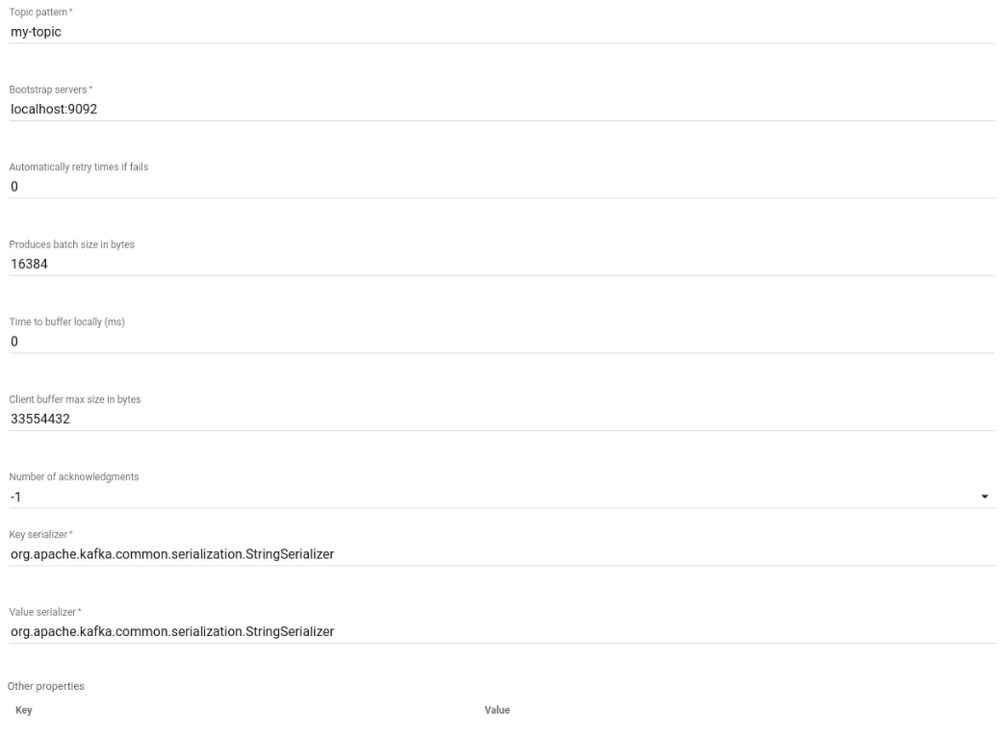 Topic pattern *
my-topic
Bootstrap servers *
localhost:9092
Automatically retry times if fails
0
Produces batch size in bytes
16384
Time to buffer locally (ms)
0
Client buffer max size in bytes
33554432
Number of acknowledgments
-1
Key serializer *
org.apache.kafka.common.serialization.StringSerializer
Value serializer *
org.apache.kafka.common.serialization.StringSerializer
Other properties
Key Value